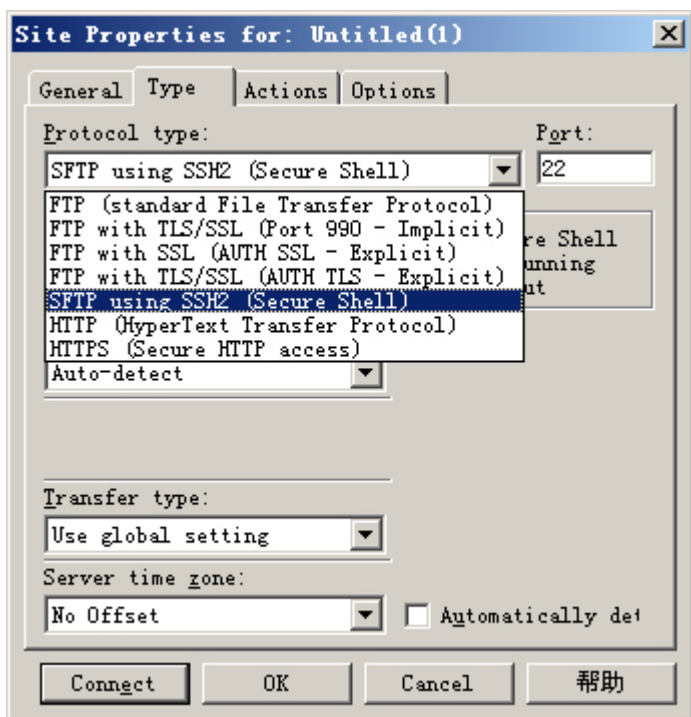 Site Properties for: Untitled(1)
General Type Actions Options
Protocol type: Port:
SFTP using SSH2 (Secure Shell) 22
FTP (standard File Transfer Protocol)
FTP with TLS/SSL (Port 990 - Implicit)
FTP with SSL (AUTH SSL - Explicit)
FTP with TLS/SSL (AUTH TLS - Explicit)
SFTP using SSH2 (Secure Shell)
HTTP (HyperText Transfer Protocol)
HTTPS (Secure HTTP access)
re Shell
unning
ut
Auto-detect
Transfer type:
Use global setting
Server time zone:
No Offset Automatically det
Connect OK Cancel 帮助